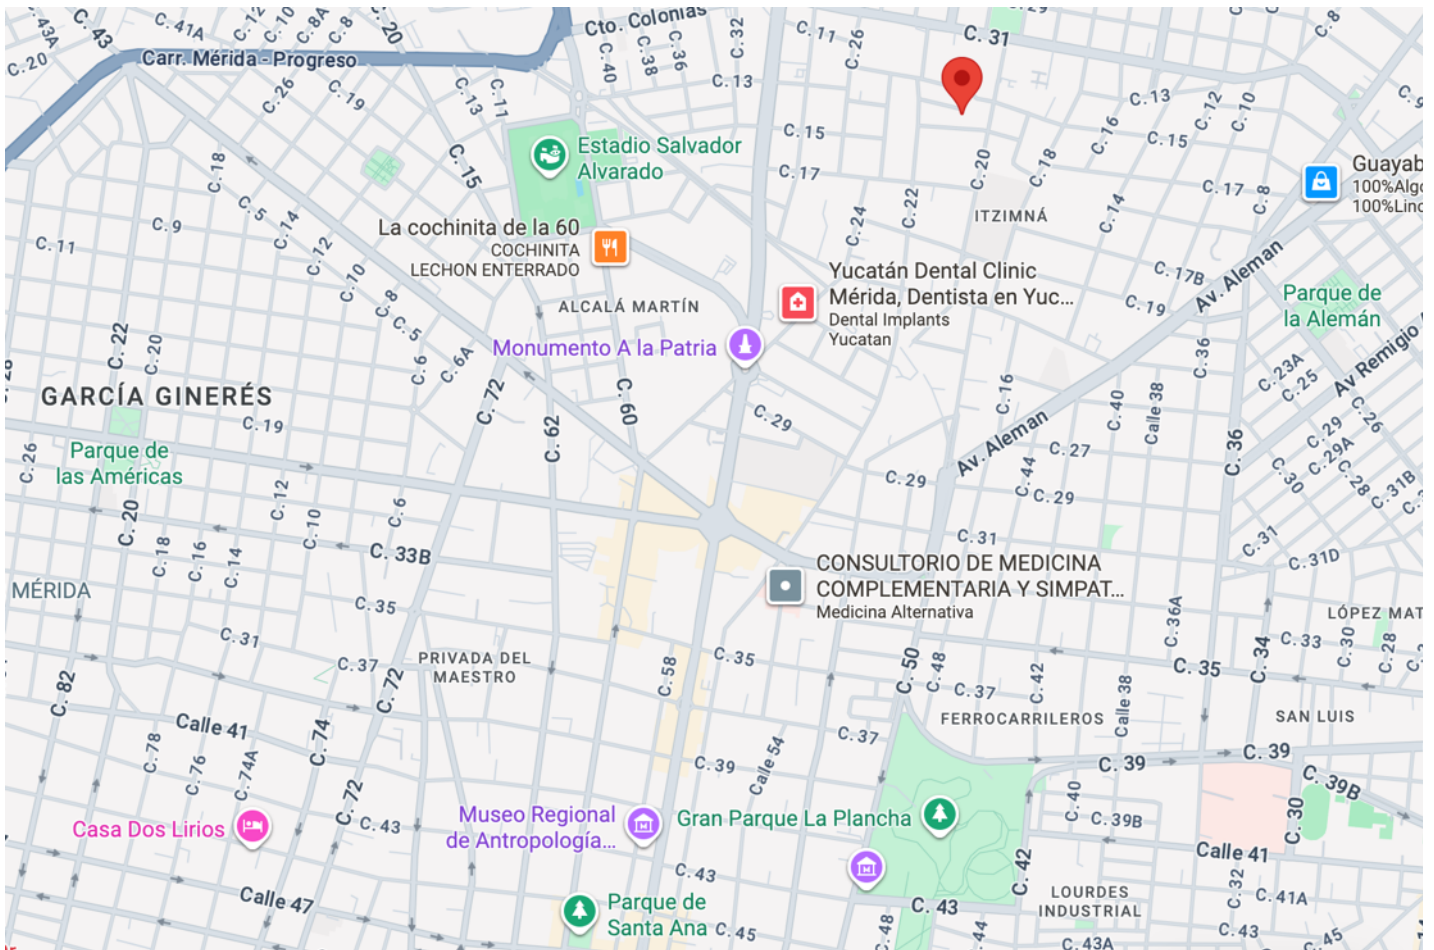 C. 43A
C. 43
C. 41A
C. 10
C. 8A
C. 8
C. 20
C. 20
Carr. Mérida - Progreso
C. 26
C. 19
C. 13
C. 11
Cto. Colonias
C. 40
C. 38
C. 36
C. 32
C. 13
C. 11
C. 26
C. 29
C. 31
C. 8
C. 9
C. 13
C. 12
C. 10
C. 16
C. 15
C. 15
C. 17
C. 20
C. 18
C. 17
C. 8
C. 14
C. 22
C. 24
ITZIMNÁ
Guayab
100%Algo
100%Lino
Estadio Salvador
Alvarado
C. 15
C. 18
C. 5
C. 14
C. 12
C. 10
C. 8
C. 5
C. 9
C. 11
C. 6
C. 6A
La cochinita de la 60
COCHINITA
LECHON ENTERRADO
ALCALÁ MARTÍN
Monumento A la Patria
Yucatán Dental Clinic
Mérida, Dentista en Yuc...
Dental Implants
Yucatan
C. 17B
C. 19
Av. Aleman
Parque de
la Alemán
Av Remigio
C. 36
C. 23A
C. 25
C. 26
C. 22
C. 20
GARCÍA GINERÉS
C. 19
Parque de
las Américas
C. 26
C. 72
C. 62
C. 60
C. 29
C. 16
C. 40
Calle 38
Av. Aleman
C. 27
C. 44
C. 29
C. 29
C. 36
C. 29
C. 29A
C. 30
C. 28
C. 31B
C. 31
C. 31
C. 31D
C. 20
C. 12
C. 10
C. 6
C. 18
C. 16
C. 14
C. 33B
MÉRIDA
C. 35
C. 31
C. 37
C. 72
PRIVADA DEL
MAESTRO
CONSULTORIO DE MEDICINA
COMPLEMENTARIA Y SIMPAT...
Medicina Alternativa
C. 36A
LÓPEZ MAT
C. 33
C. 30
C. 28
C. 34
C. 35
C. 35
C. 58
C. 50
C. 48
C. 42
C. 37
Calle 38
FERROCARRILEROS
SAN LUIS
C. 82
Calle 41
C. 78
C. 76
C. 74A
C. 74
C. 72
C. 43
C. 37
C. 39
Calle 54
C. 39
C. 39
C. 39B
C. 40
C. 39B
C. 30
Casa Dos Lirios
Museo Regional
de Antropología...
Gran Parque La Plancha
Calle 41
C. 43
C. 42
C. 32
C. 41A
LOURDES
INDUSTRIAL
Calle 47
Parque de
Santa Ana
C. 45
C. 43
C. 48
C. 44
C. 43A
C. 43
C. 45